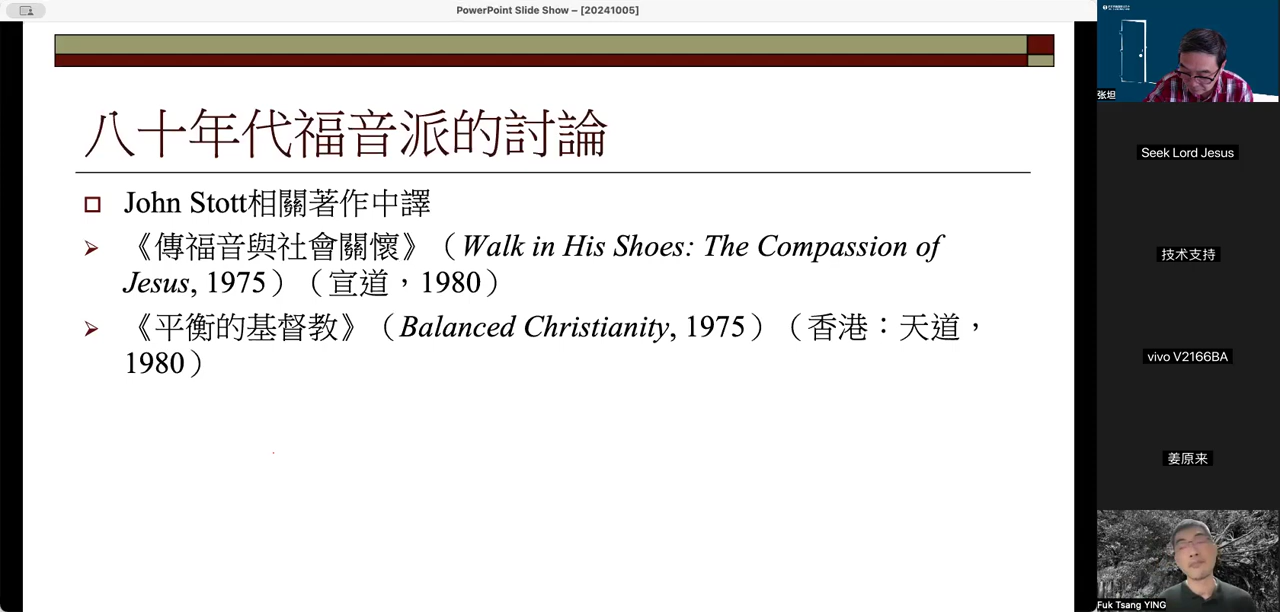 PowerPoint Slide Show – [20241005]
八十年代福音派的討論
John Stott相關著作中譯
《傳福音與社會關懷》（Walk in His Shoes: The Compassion of
Jesus, 1975）（宣道，1980）
《平衡的基督教》（Balanced Christianity, 1975）（香港：天道，
1980）
张坦
Seek Lord Jesus
技术支持
vivo V2166BA
姜原来
Fuk Tsang YING